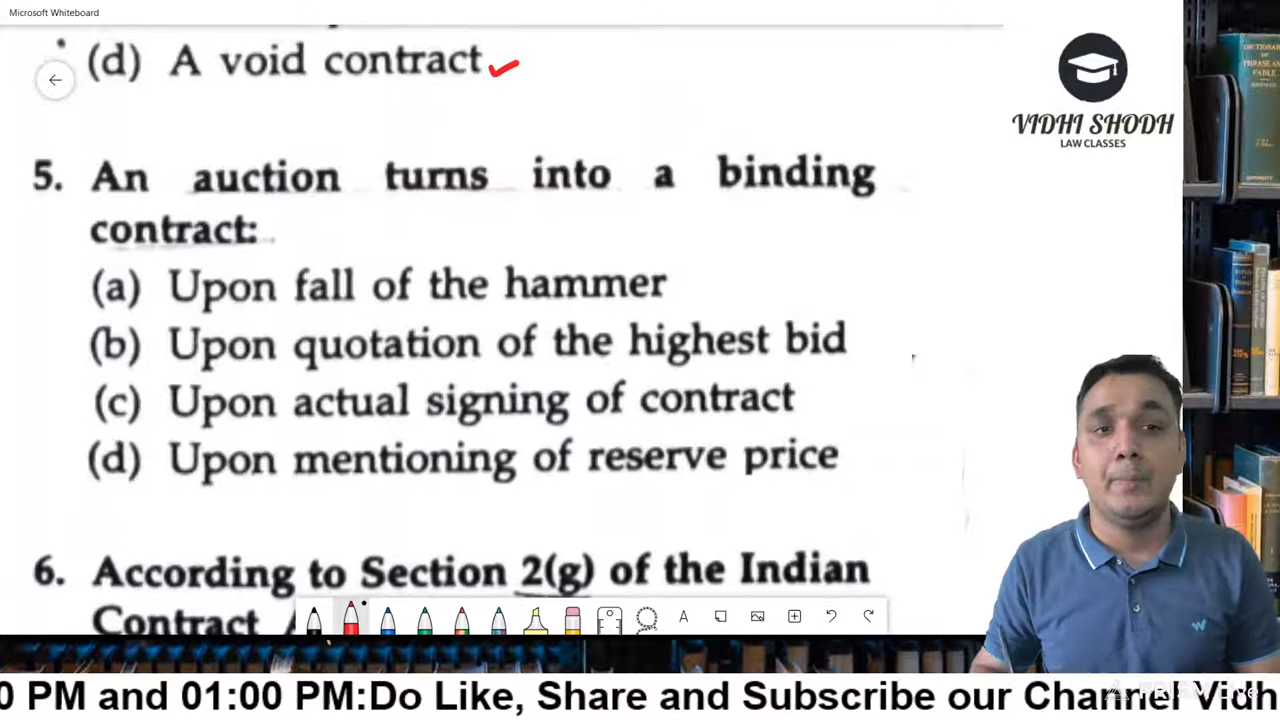 Microsoft Whiteboard
(d) A void contract
VIDHI SHODH
LAW CLASSES
5. An auction turns into a binding
contract:
(a) Upon fall of the hammer
(b) Upon quotation of the highest bid
(c) Upon actual signing of contract
(d) Upon mentioning of reserve price
6. According to Section 2(g) of the Indian
Contract
0 PM and 01:00 PM:Do Like, Share and Subscribe our Channel Vidh
PRISM Live